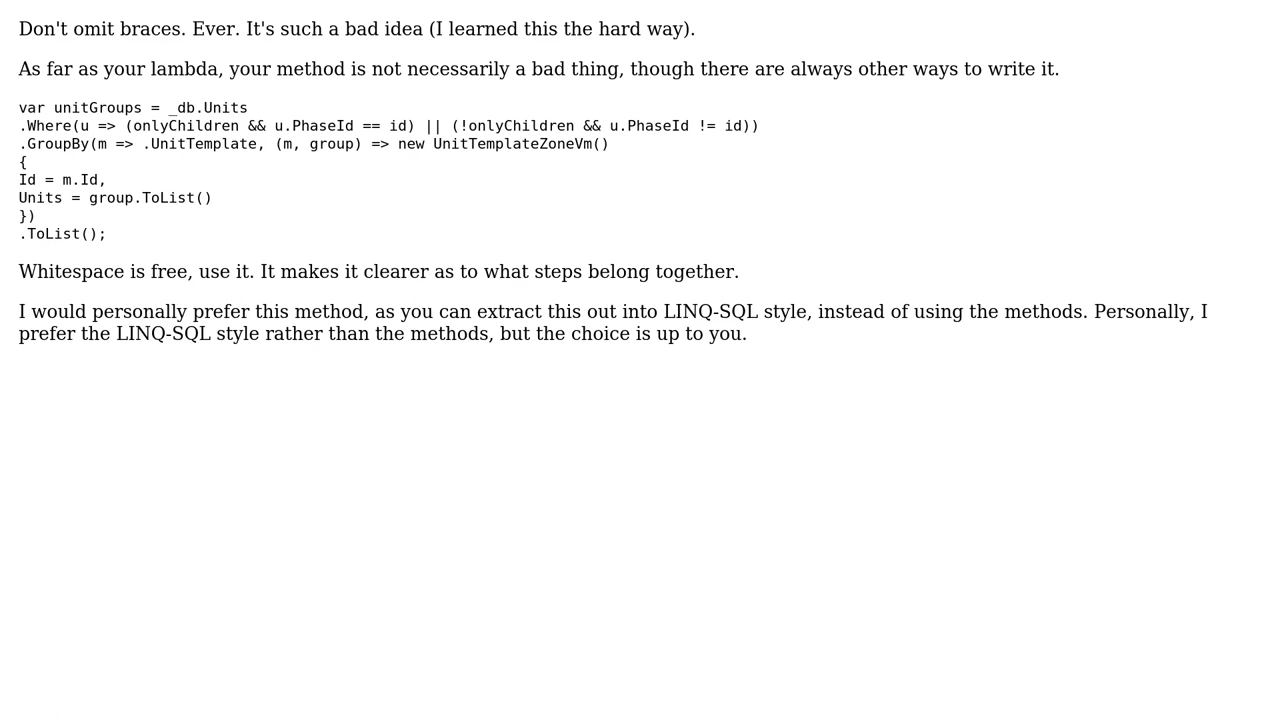 Don't omit braces. Ever. It's such a bad idea (I learned this the hard way).
As far as your lambda, your method is not necessarily a bad thing, though there are always other ways to write it.
var unitGroups = _db.Units
.Where(u => (onlyChildren && u.PhaseId == id) || (!onlyChildren && u.PhaseId != id))
.GroupBy(m => .UnitTemplate, (m, group) => new UnitTemplateZoneVm()
{
Id = m.Id,
Units = group.ToList()
})
.ToList();
Whitespace is free, use it. It makes it clearer as to what steps belong together.
I would personally prefer this method, as you can extract this out into LINQ-SQL style, instead of using the methods. Personally, I
prefer the LINQ-SQL style rather than the methods, but the choice is up to you.